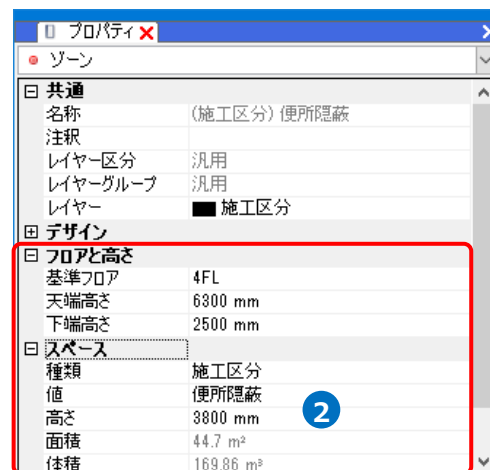 プロパティ
ゾーン
共通
名称 (施工区分) 便所隠蔽
注釈
レイヤー区分 汎用
レイヤーグループ 汎用
レイヤー 施工区分
デザイン
フロアと高さ
基準フロア 4FL
天端高さ 6300 mm
下端高さ 2500 mm
スペース
種類 施工区分
値 便所隠蔽
高さ 3800 mm
2
面積 44.7 m²
体積 169.86 m³